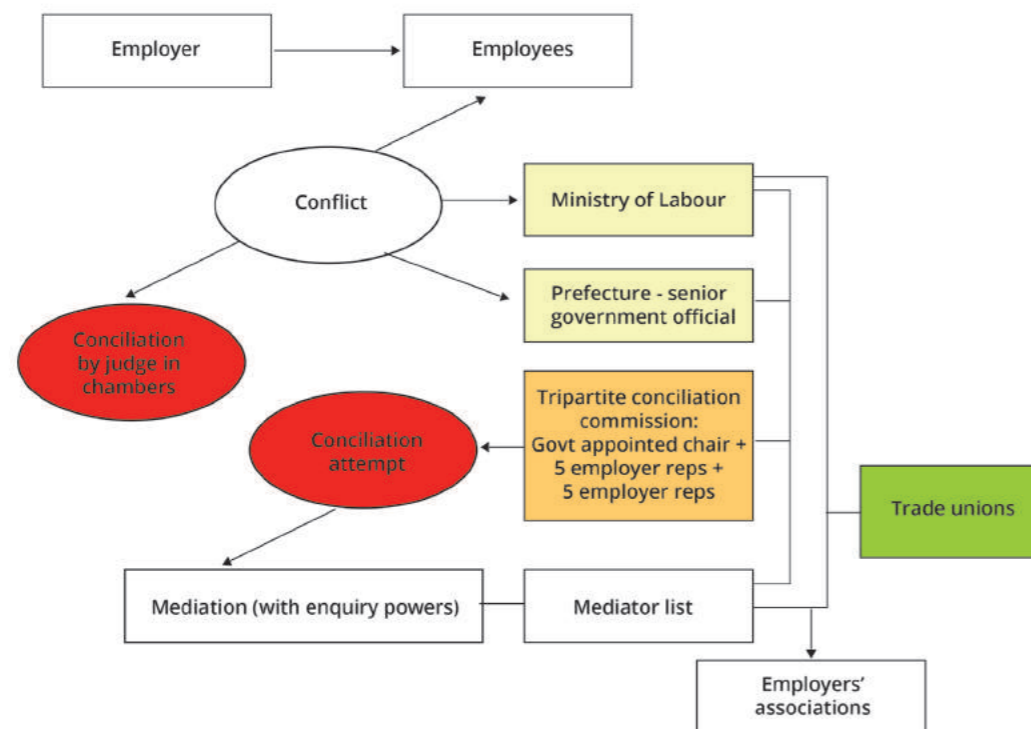 Employer
Employees
Conflict
Ministry of Labour
Prefecture - senior
government official
Conciliation
by judge in
chambers
Tripartite conciliation
commission:
Govt appointed chair +
5 employer reps +
5 employer reps
Conciliation
attempt
Trade unions
Mediation (with enquiry powers)
Mediator list
Employers’
associations